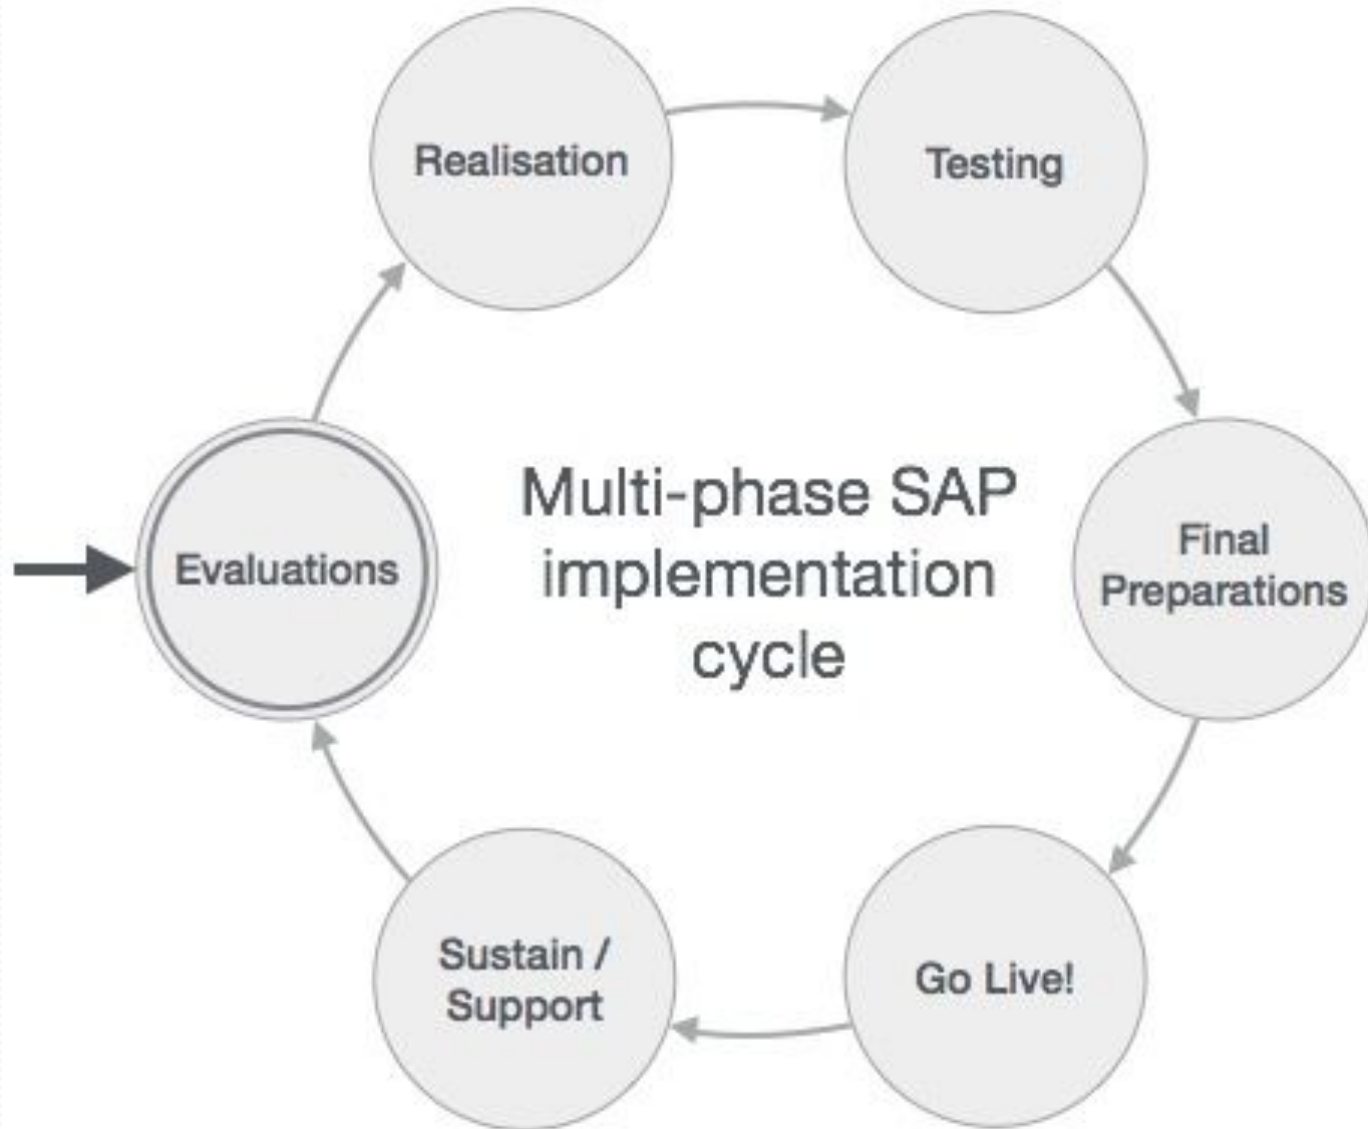 Realisation
Testing
Evaluations
Multi-phase SAP
implementation
cycle
Final
Preparations
Sustain /
Support
Go Live!